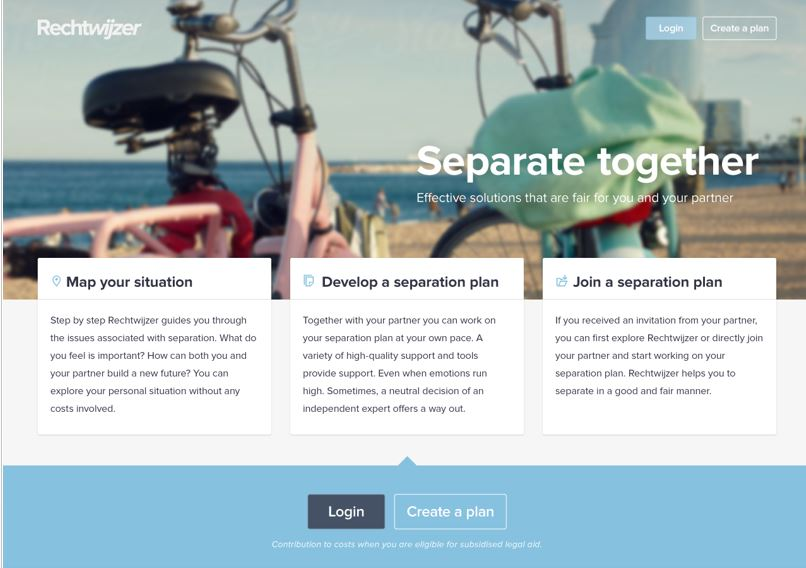 Rechtwijzer
Login
Create a plan
Separate together
Effective solutions that are fair for you and your partner
Map your situation
Step by step Rechtwijzer guides you through
the issues associated with separation. What do
you feel is important? How can both you and
your partner build a new future? You can
explore your personal situation without any
costs involved.
Develop a separation plan
Together with your partner you can work on
your separation plan at your own pace. A
variety of high-quality support and tools
provide support. Even when emotions run
high. Sometimes, a neutral decision of an
independent expert offers a way out.
Join a separation plan
If you received an invitation from your partner,
you can first explore Rechtwijzer or directly join
your partner and start working on your
separation plan. Rechtwijzer helps you to
separate in a good and fair manner.
Login
Create a plan
Contribution to costs when you are eligible for subsidised legal aid.